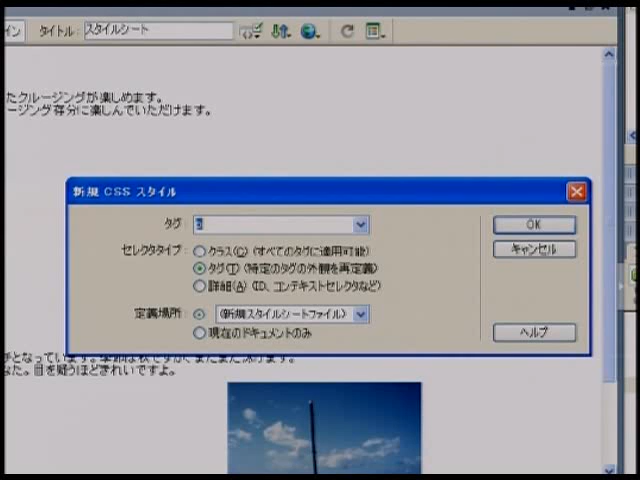 イン タイトル: スタイルシート
たクルージングが楽しめます。
ージング存分に楽しんでいただけます。
新規 CSS スタイル
タグ:
OK
セレクタタイプ: クラス(C) (すべてのタグに適用可能)
キャンセル
タグ(T) (特定のタグの外観を再定義)
詳細(A) (ID、コンテキストセレクタなど)
定義場所: (新規スタイルシートファイル)
現在のドキュメントのみ
ヘルプ
なた。目を疑うほどきれいですよ。